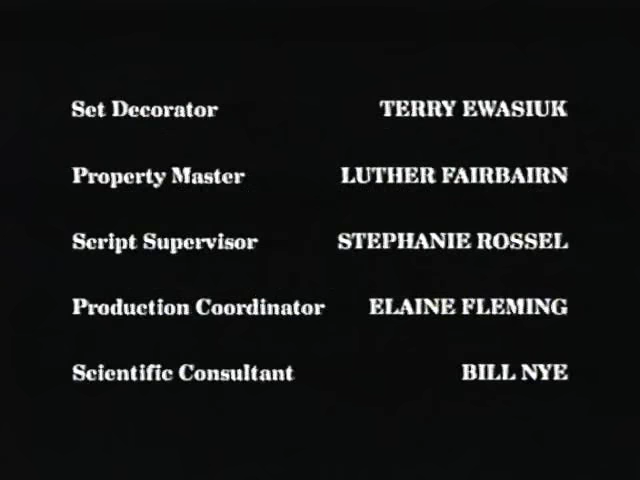 Set Decorator TERRY EWASIUK
Property Master LUTHER FAIRBAIRN
Script Supervisor STEPHANIE ROSSEL
Production Coordinator ELAINE FLEMING
Scientific Consultant BILL NYE